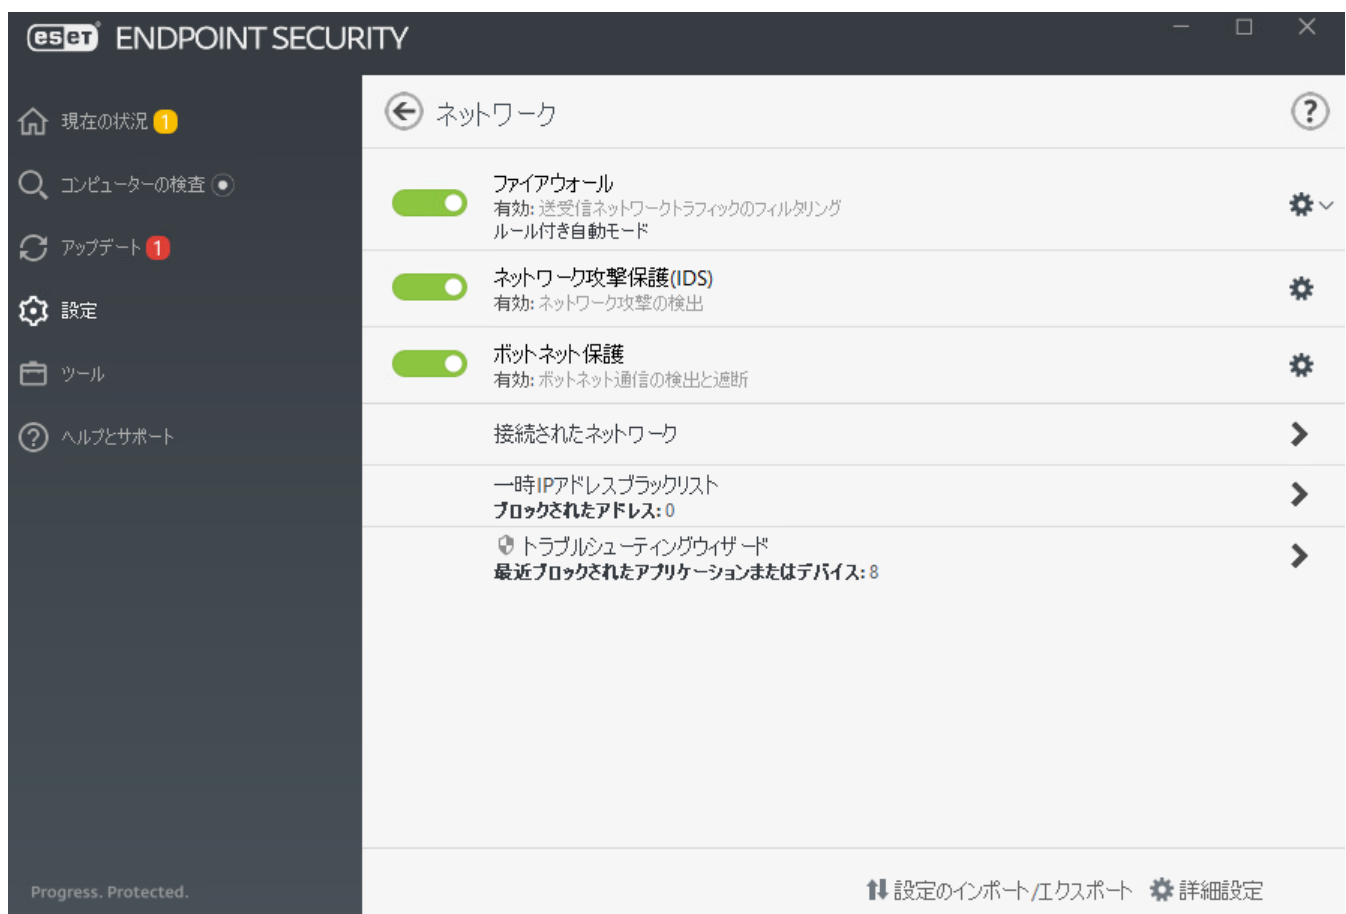 eset ENDPOINT SECURITY
現在の状況 1
コンピューターの検査
アップデート 1
設定
ツール
ヘルプとサポート
Progress. Protected.
ネットワーク
?
ファイアウォール
有効: 送受信ネットワークトラフィックのフィルタリング
ルール付き自動モード
ネットワーク攻撃保護(IDS)
有効: ネットワーク攻撃の検出
ボットネット保護
有効: ボットネット通信の検出と遮断
接続されたネットワーク
一時IPアドレスブラックリスト
ブロックされたアドレス: 0
トラブルシューティングウィザード
最近ブロックされたアプリケーションまたはデバイス: 8
設定のインポート/エクスポート 詳細設定